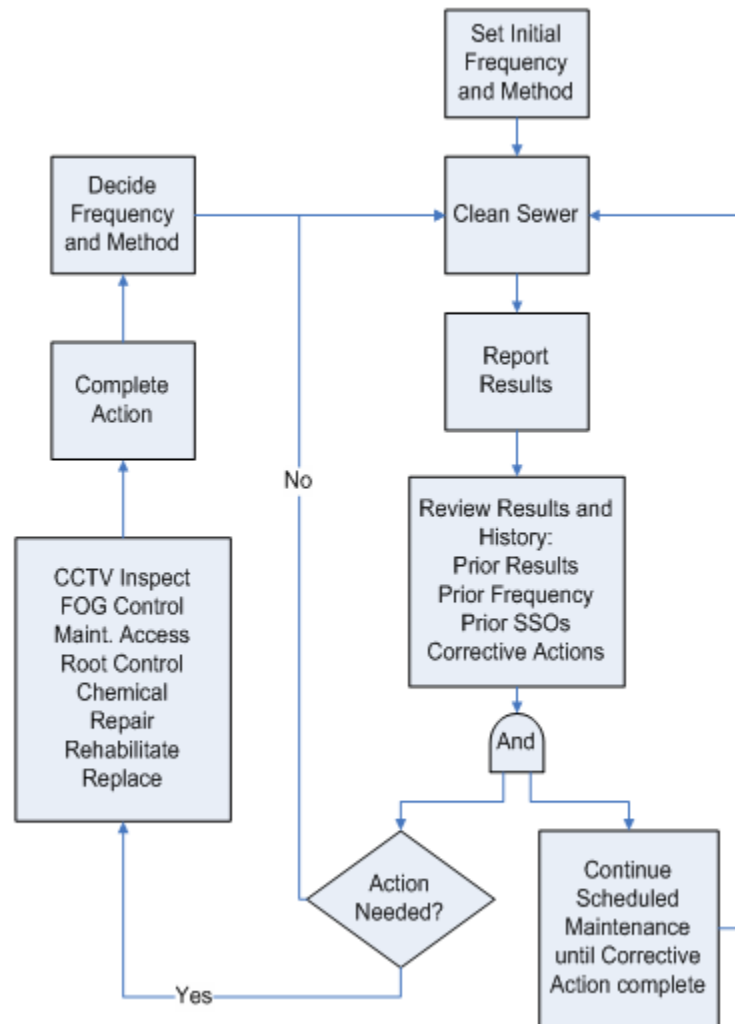 Set Initial
Frequency
and Method
Decide
Frequency
and Method
Clean Sewer
Complete
Action
Report
Results
No
Review Results and
History:
Prior Results
Prior Frequency
Prior SSOs
Corrective Actions
CCTV Inspect
FOG Control
Maint. Access
Root Control
Chemical
Repair
Rehabilitate
Replace
And
Action
Needed?
Continue
Scheduled
Maintenance
until Corrective
Action complete
Yes